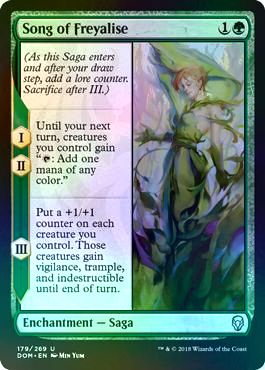 Song of Freyalise 1
(As this Saga enters
and after your draw
step, add a lore counter.
Sacrifice after III.)
I
II
Until your next
turn, creatures
you control gain
“: Add one
mana of any
color.”
III
Put a +1/+1
counter on each
creature you
control. Those
creatures gain
vigilance, trample,
and indestructible
until end of turn.
Enchantment — Saga
179/269 U
DOM • EN Min Yum
™ & © 2018 Wizards of the Coast